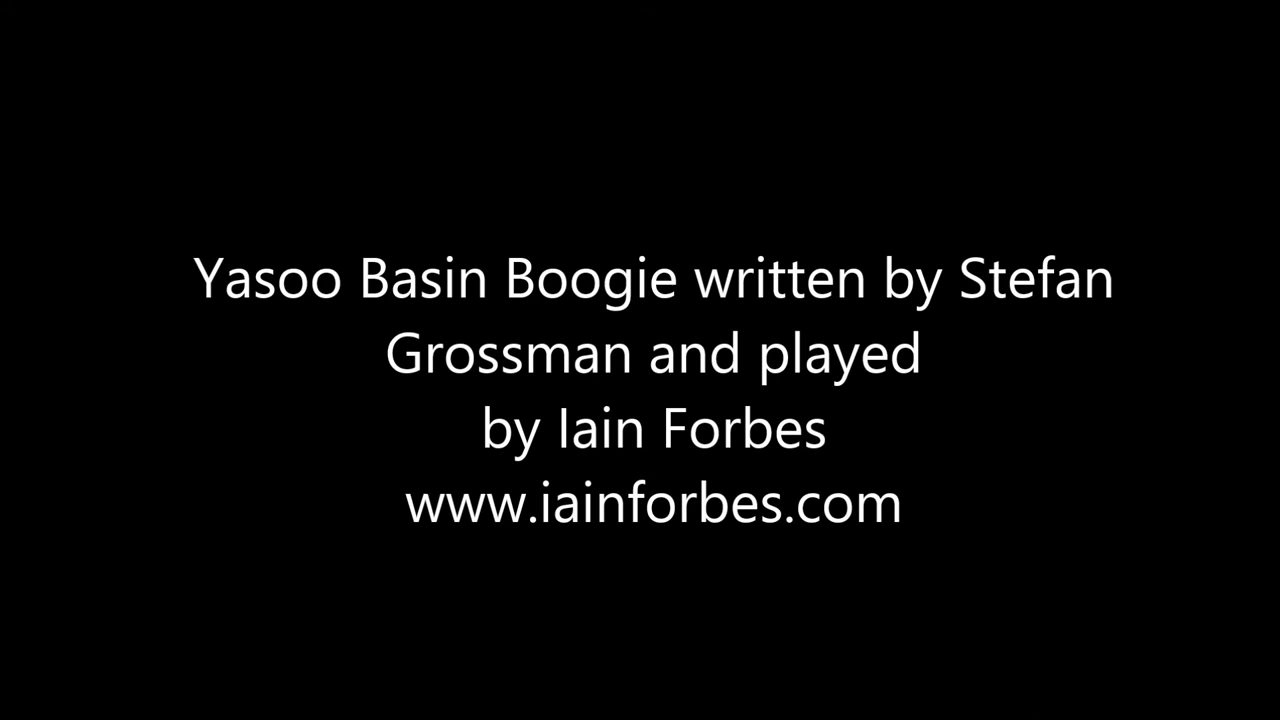 Yasoo Basin Boogie written by Stefan
Grossman and played
by Iain Forbes
www.iainforbes.com